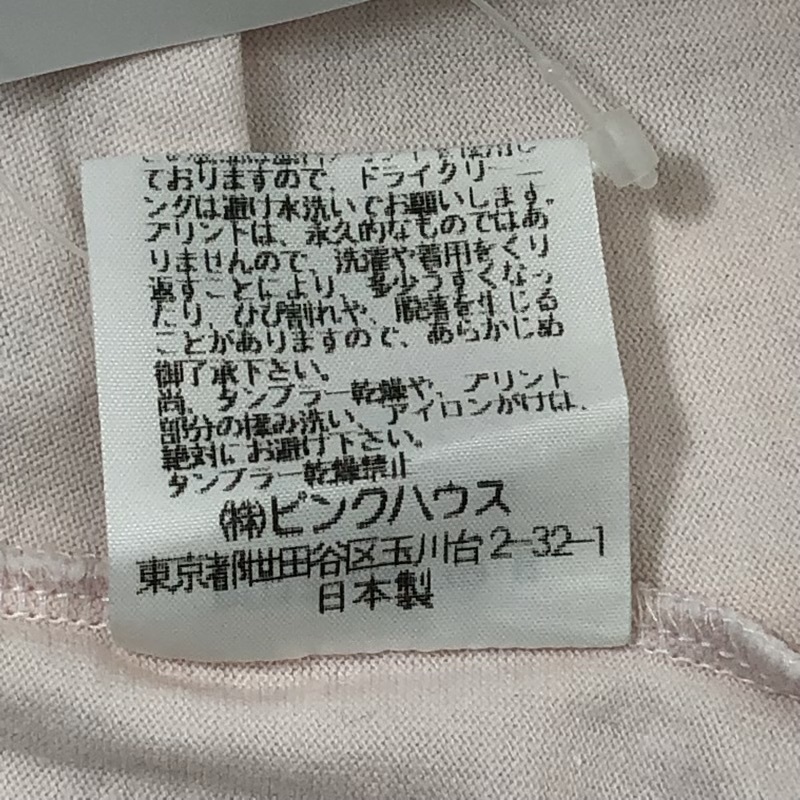 ておりますので、ドライクリーニ
ングは避け水洗いでお願いします。
プリントは、永久的なものではあ
りませんので、洗濯や着用をくり
返すことにより、多少うすくなっ
たり、ひび割れや、脱着を生じる
ことがありますので、あらかじめ
御了承下さい。
尚、タンブラー乾燥や、プリント
部分の揉み洗い、アイロンがけは、
絶対にお避け下さい。
タンブラー乾燥禁止
㈱ピンクハウス
東京都世田谷区玉川台2-32-1
日本製